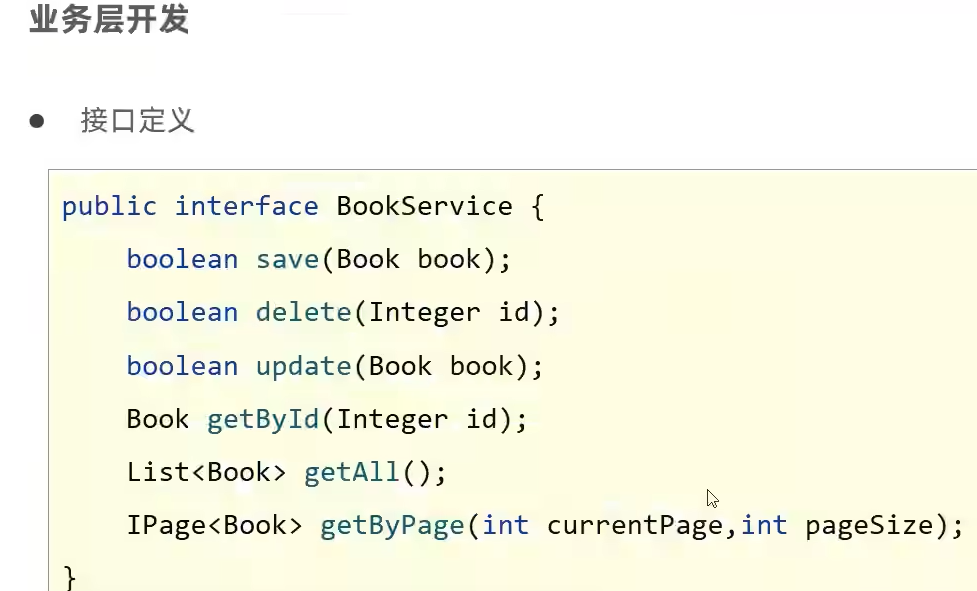 业务层开发
● 接口定义
public interface BookService {
    boolean save(Book book);
    boolean delete(Integer id);
    boolean update(Book book);
    Book getById(Integer id);
    List<Book> getAll();
    IPage<Book> getByPage(int currentPage,int pageSize);
}